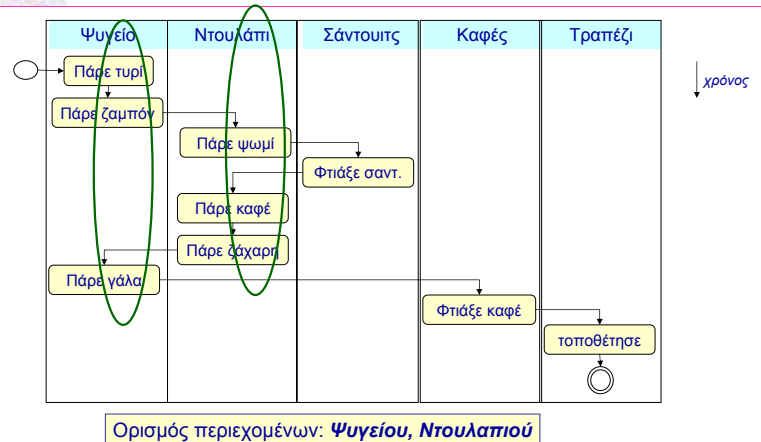 Ψυγείο Ντουλάπι Σάντουιτς Καφές Τραπέζι
Πάρε τυρί
χρόνος
Πάρε ζαμπόν
Πάρε ψωμί
Φτιάξε σαντ.
Πάρε καφέ
Πάρε ζάχαρη
Πάρε γάλα
Φτιάξε καφέ
τοποθέτησε
Ορισμός περιεχομένων: Ψυγείου, Ντουλαπιού